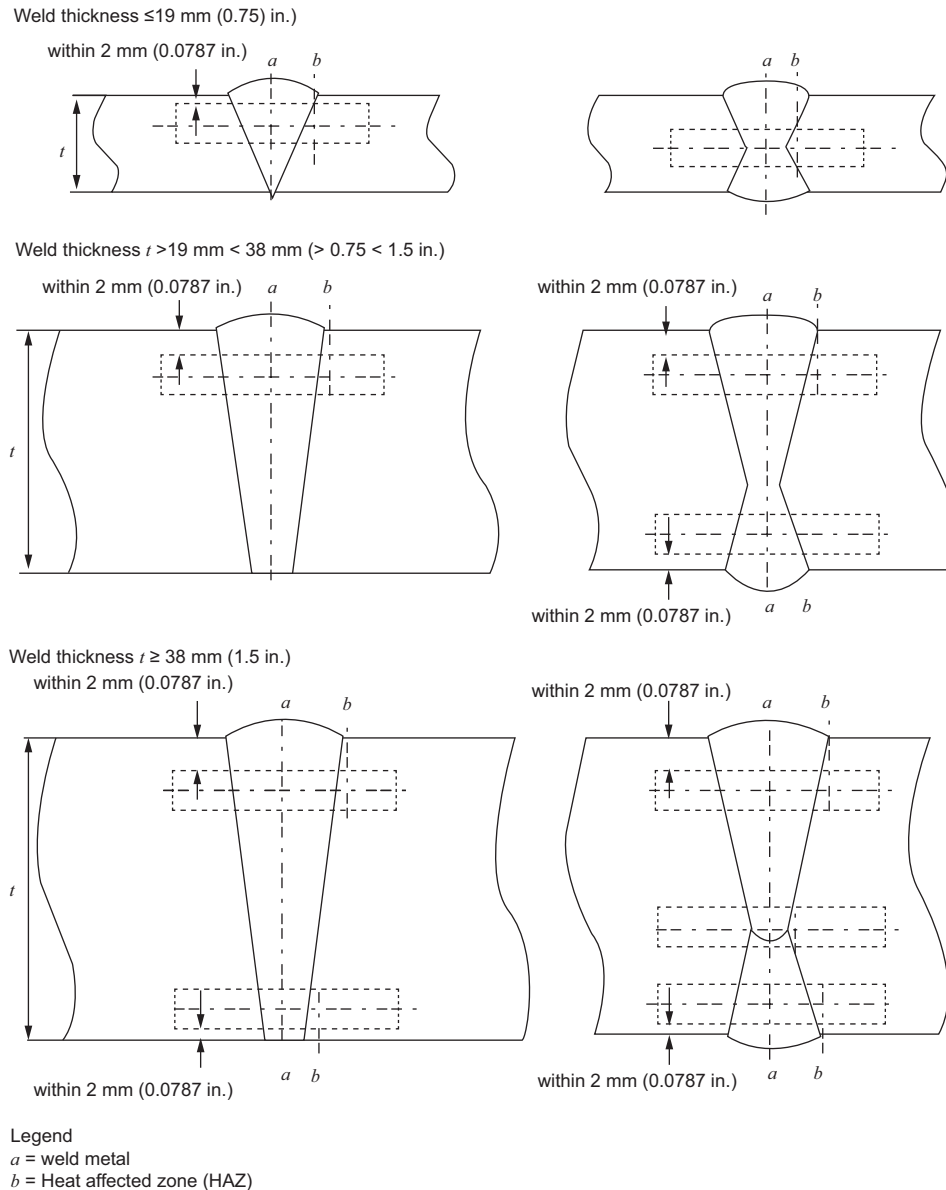 Weld thickness ≤19 mm (0.75) in.)
within 2 mm (0.0787 in.)
a
b
a
b
t
Weld thickness t >19 mm < 38 mm (> 0.75 < 1.5 in.)
within 2 mm (0.0787 in.)
a
b
within 2 mm (0.0787 in.)
a
b
t
a
b
within 2 mm (0.0787 in.)
Weld thickness t ≥ 38 mm (1.5 in.)
within 2 mm (0.0787 in.)
a
b
within 2 mm (0.0787 in.)
a
b
t
within 2 mm (0.0787 in.)
a
b
within 2 mm (0.0787 in.)
a
b
Legend
a = weld metal
b = Heat affected zone (HAZ)